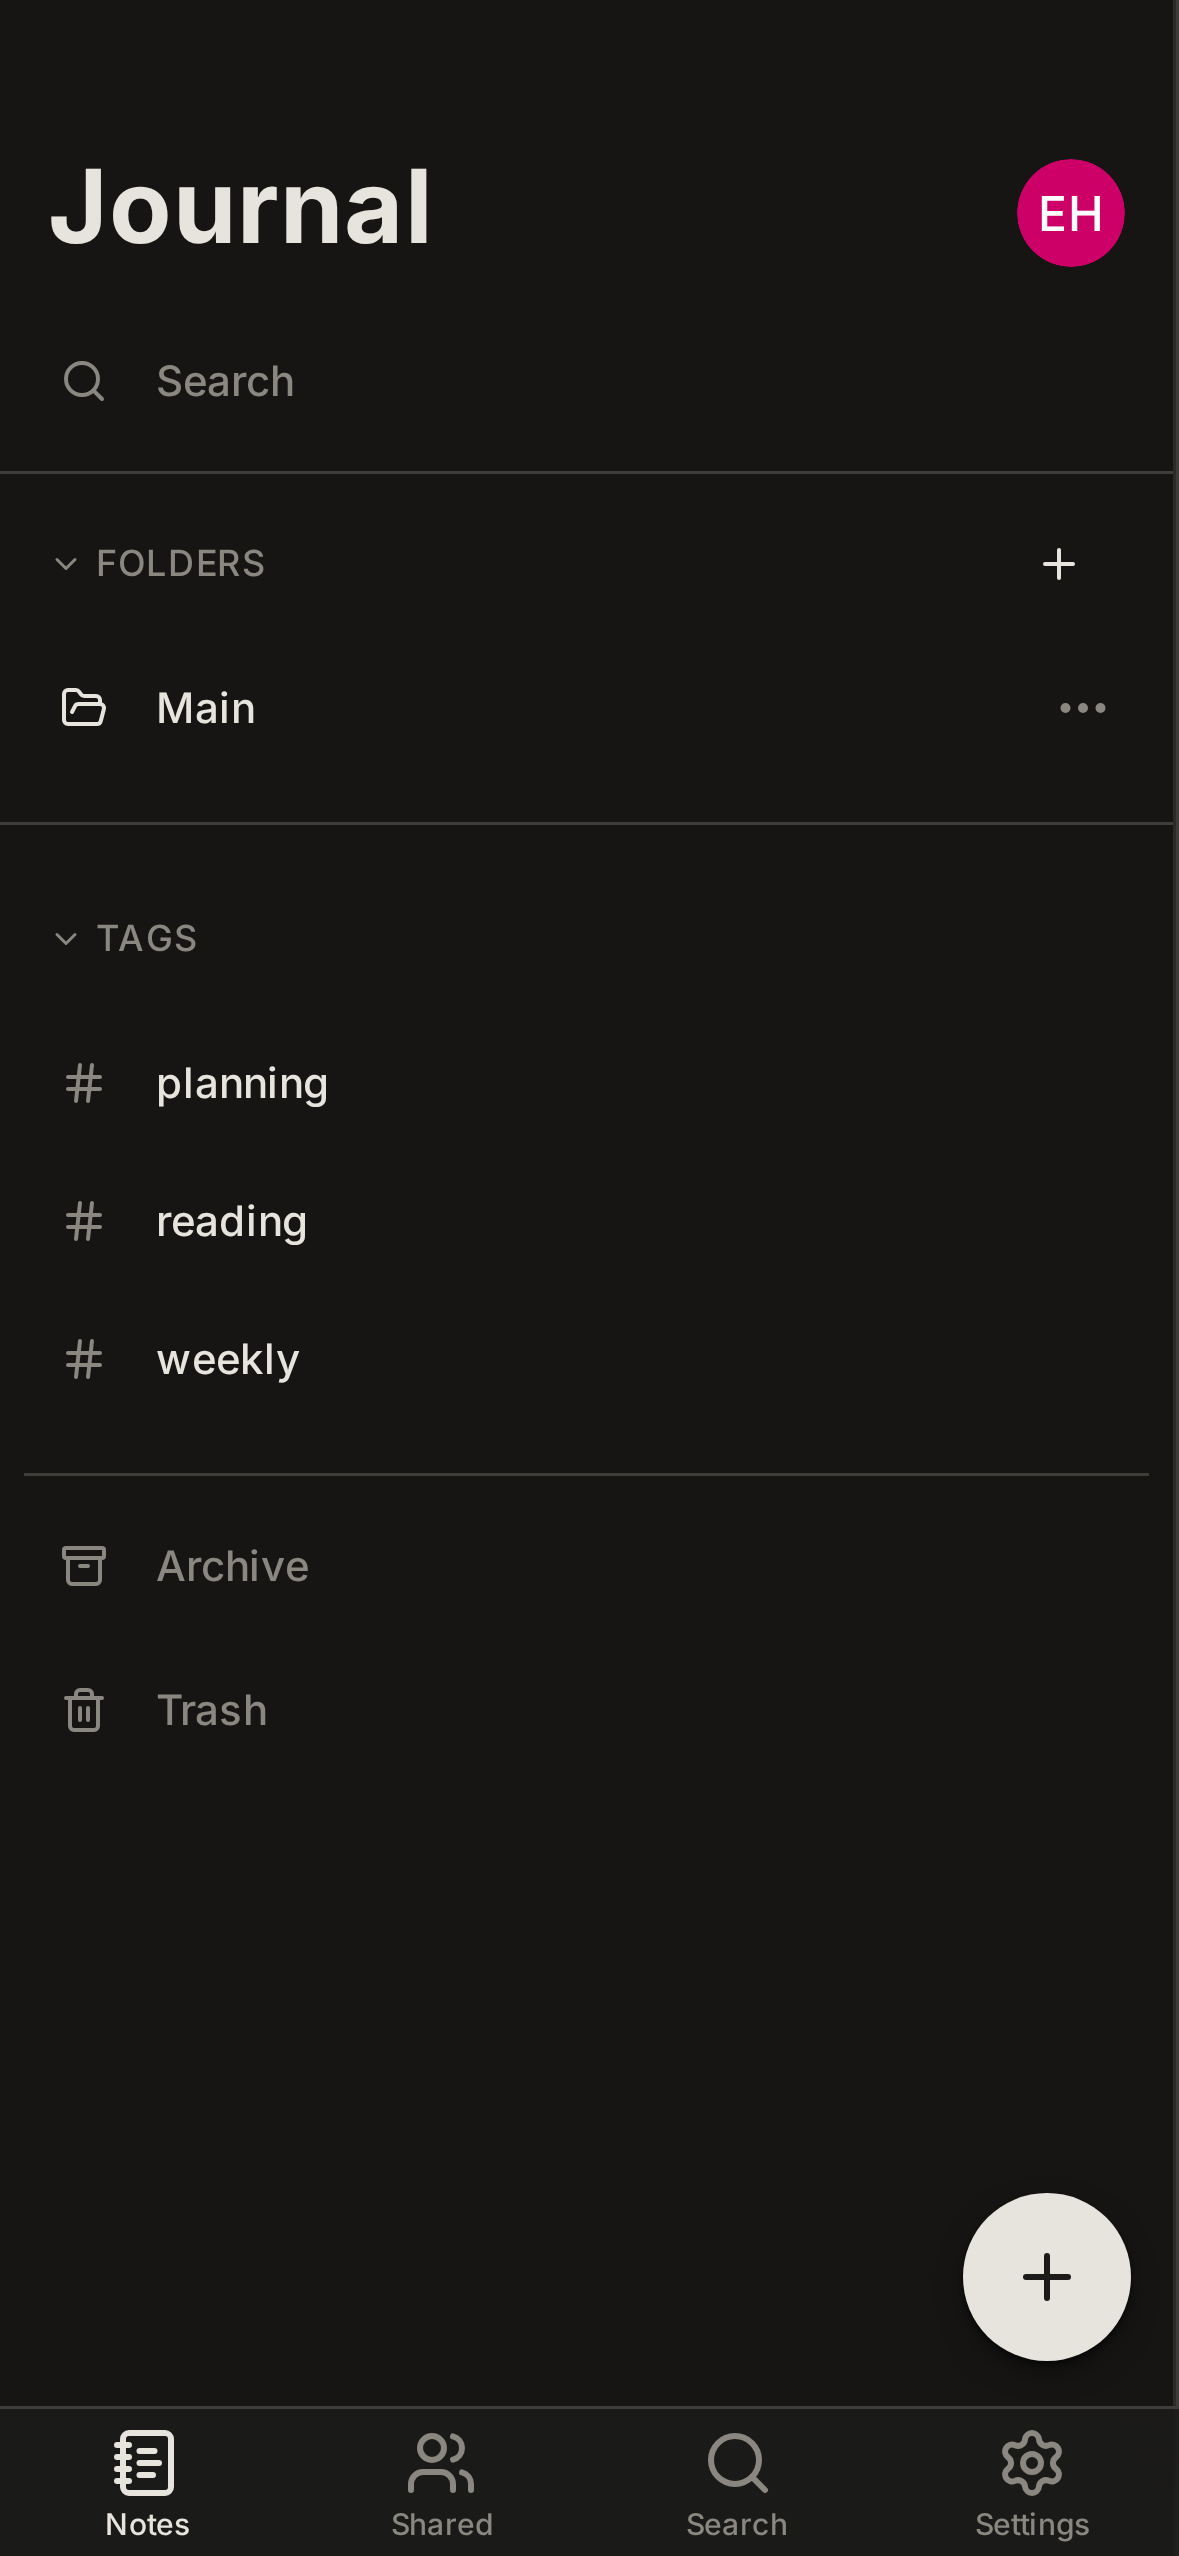 Journal
EH
Search
FOLDERS
Main
TAGS
planning
reading
weekly
Archive
Trash
Notes
Shared
Search
Settings